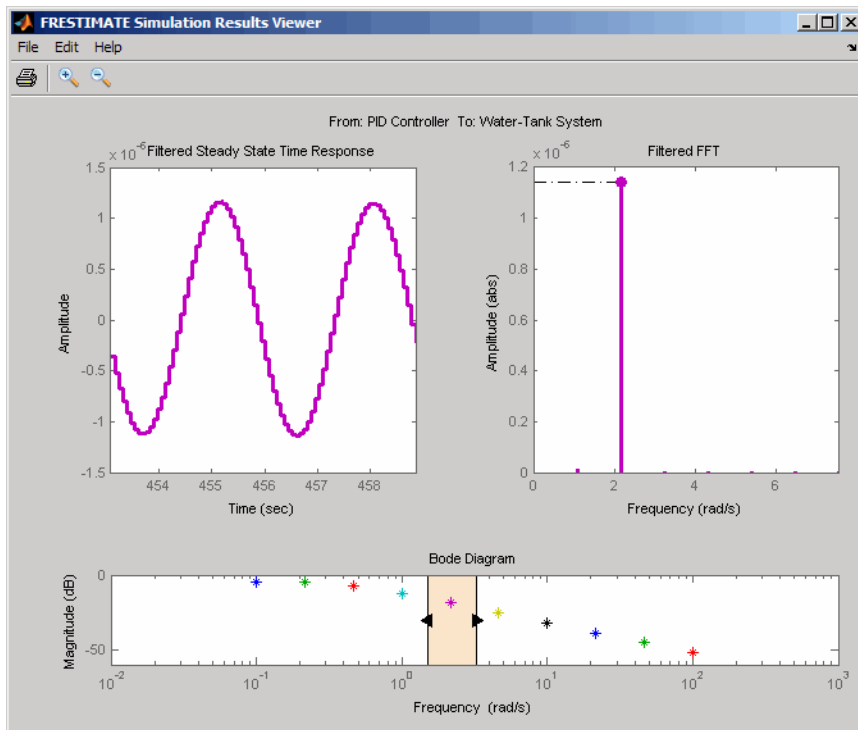 FRESTIMATE Simulation Results Viewer
File Edit Help
From: PID Controller To: Water-Tank System
x 10^-6 Filtered Steady State Time Response
1.5
1
0.5
0
-0.5
-1
-1.5
Amplitude
454 455 456 457 458
Time (sec)
x 10^-6 Filtered FFT
1.2
1
0.8
0.6
0.4
0.2
0
Amplitude (abs)
0 2 4 6
Frequency (rad/s)
Bode Diagram
0
-50
Magnitude (dB)
10^-2 10^-1 10^0 10^1 10^2 10^3
Frequency (rad/s)